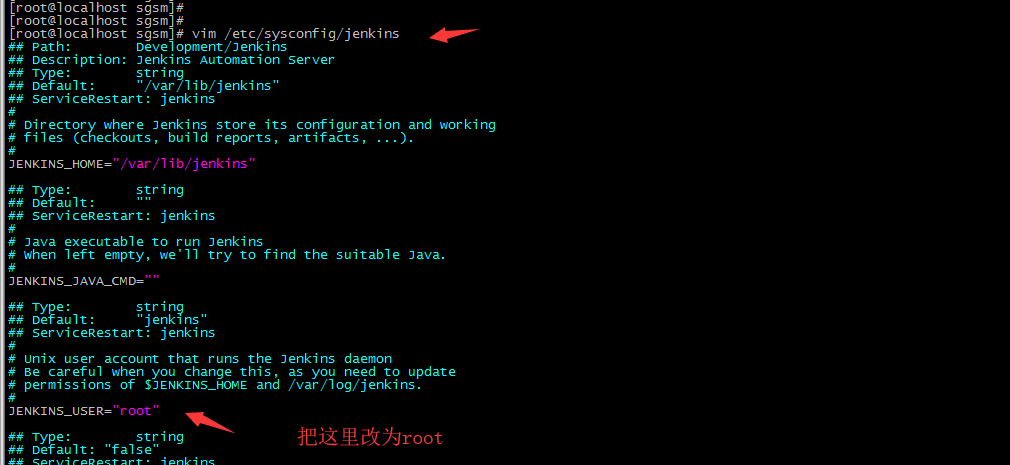 [root@localhost sgsm]#
[root@localhost sgsm]#
[root@localhost sgsm]# vim /etc/sysconfig/jenkins
## Path:        Development/Jenkins
## Description: Jenkins Automation Server
## Type:        string
## Default:     "/var/lib/jenkins"
## ServiceRestart: jenkins
#
# Directory where Jenkins store its configuration and working
# files (checkouts, build reports, artifacts, ...).
#
JENKINS_HOME="/var/lib/jenkins"
## Type:        string
## Default:     ""
## ServiceRestart: jenkins
#
# Java executable to run Jenkins
# When left empty, we'll try to find the suitable Java.
#
JENKINS_JAVA_CMD=""
## Type:        string
## Default:     "jenkins"
## ServiceRestart: jenkins
#
# Unix user account that runs the Jenkins daemon
# Be careful when you change this, as you need to update
# permissions of $JENKINS_HOME and /var/log/jenkins.
#
JENKINS_USER="root"
把这里改为root
## Type:        string
## Default: "false"
## ServiceRestart: jenkins